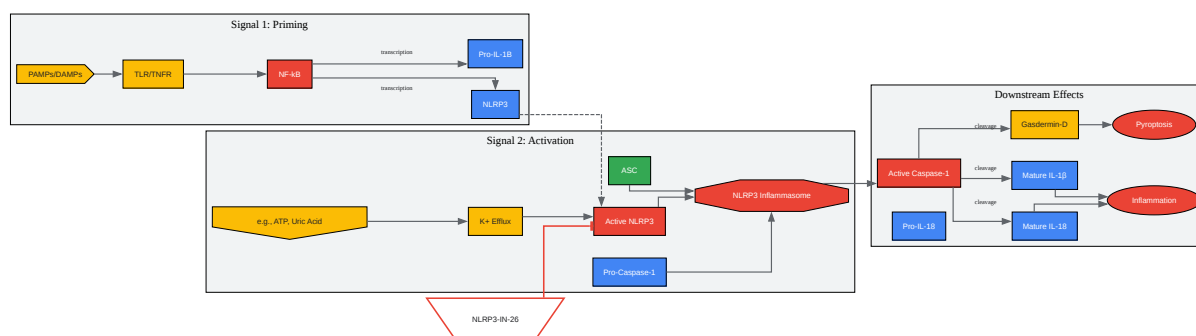 Signal 1: Priming
PAMPs/DAMPs
TLR/TNFR
NF-kB
transcription
transcription
Pro-IL-1B
NLRP3
Signal 2: Activation
e.g., ATP, Uric Acid
K+ Efflux
ASC
Active NLRP3
Pro-Caspase-1
NLRP3 Inflammasome
NLRP3-IN-26
Downstream Effects
Active Caspase-1
Pro-IL-18
cleavage
cleavage
cleavage
Gasdermin-D
Mature IL-1β
Mature IL-18
Pyroptosis
Inflammation